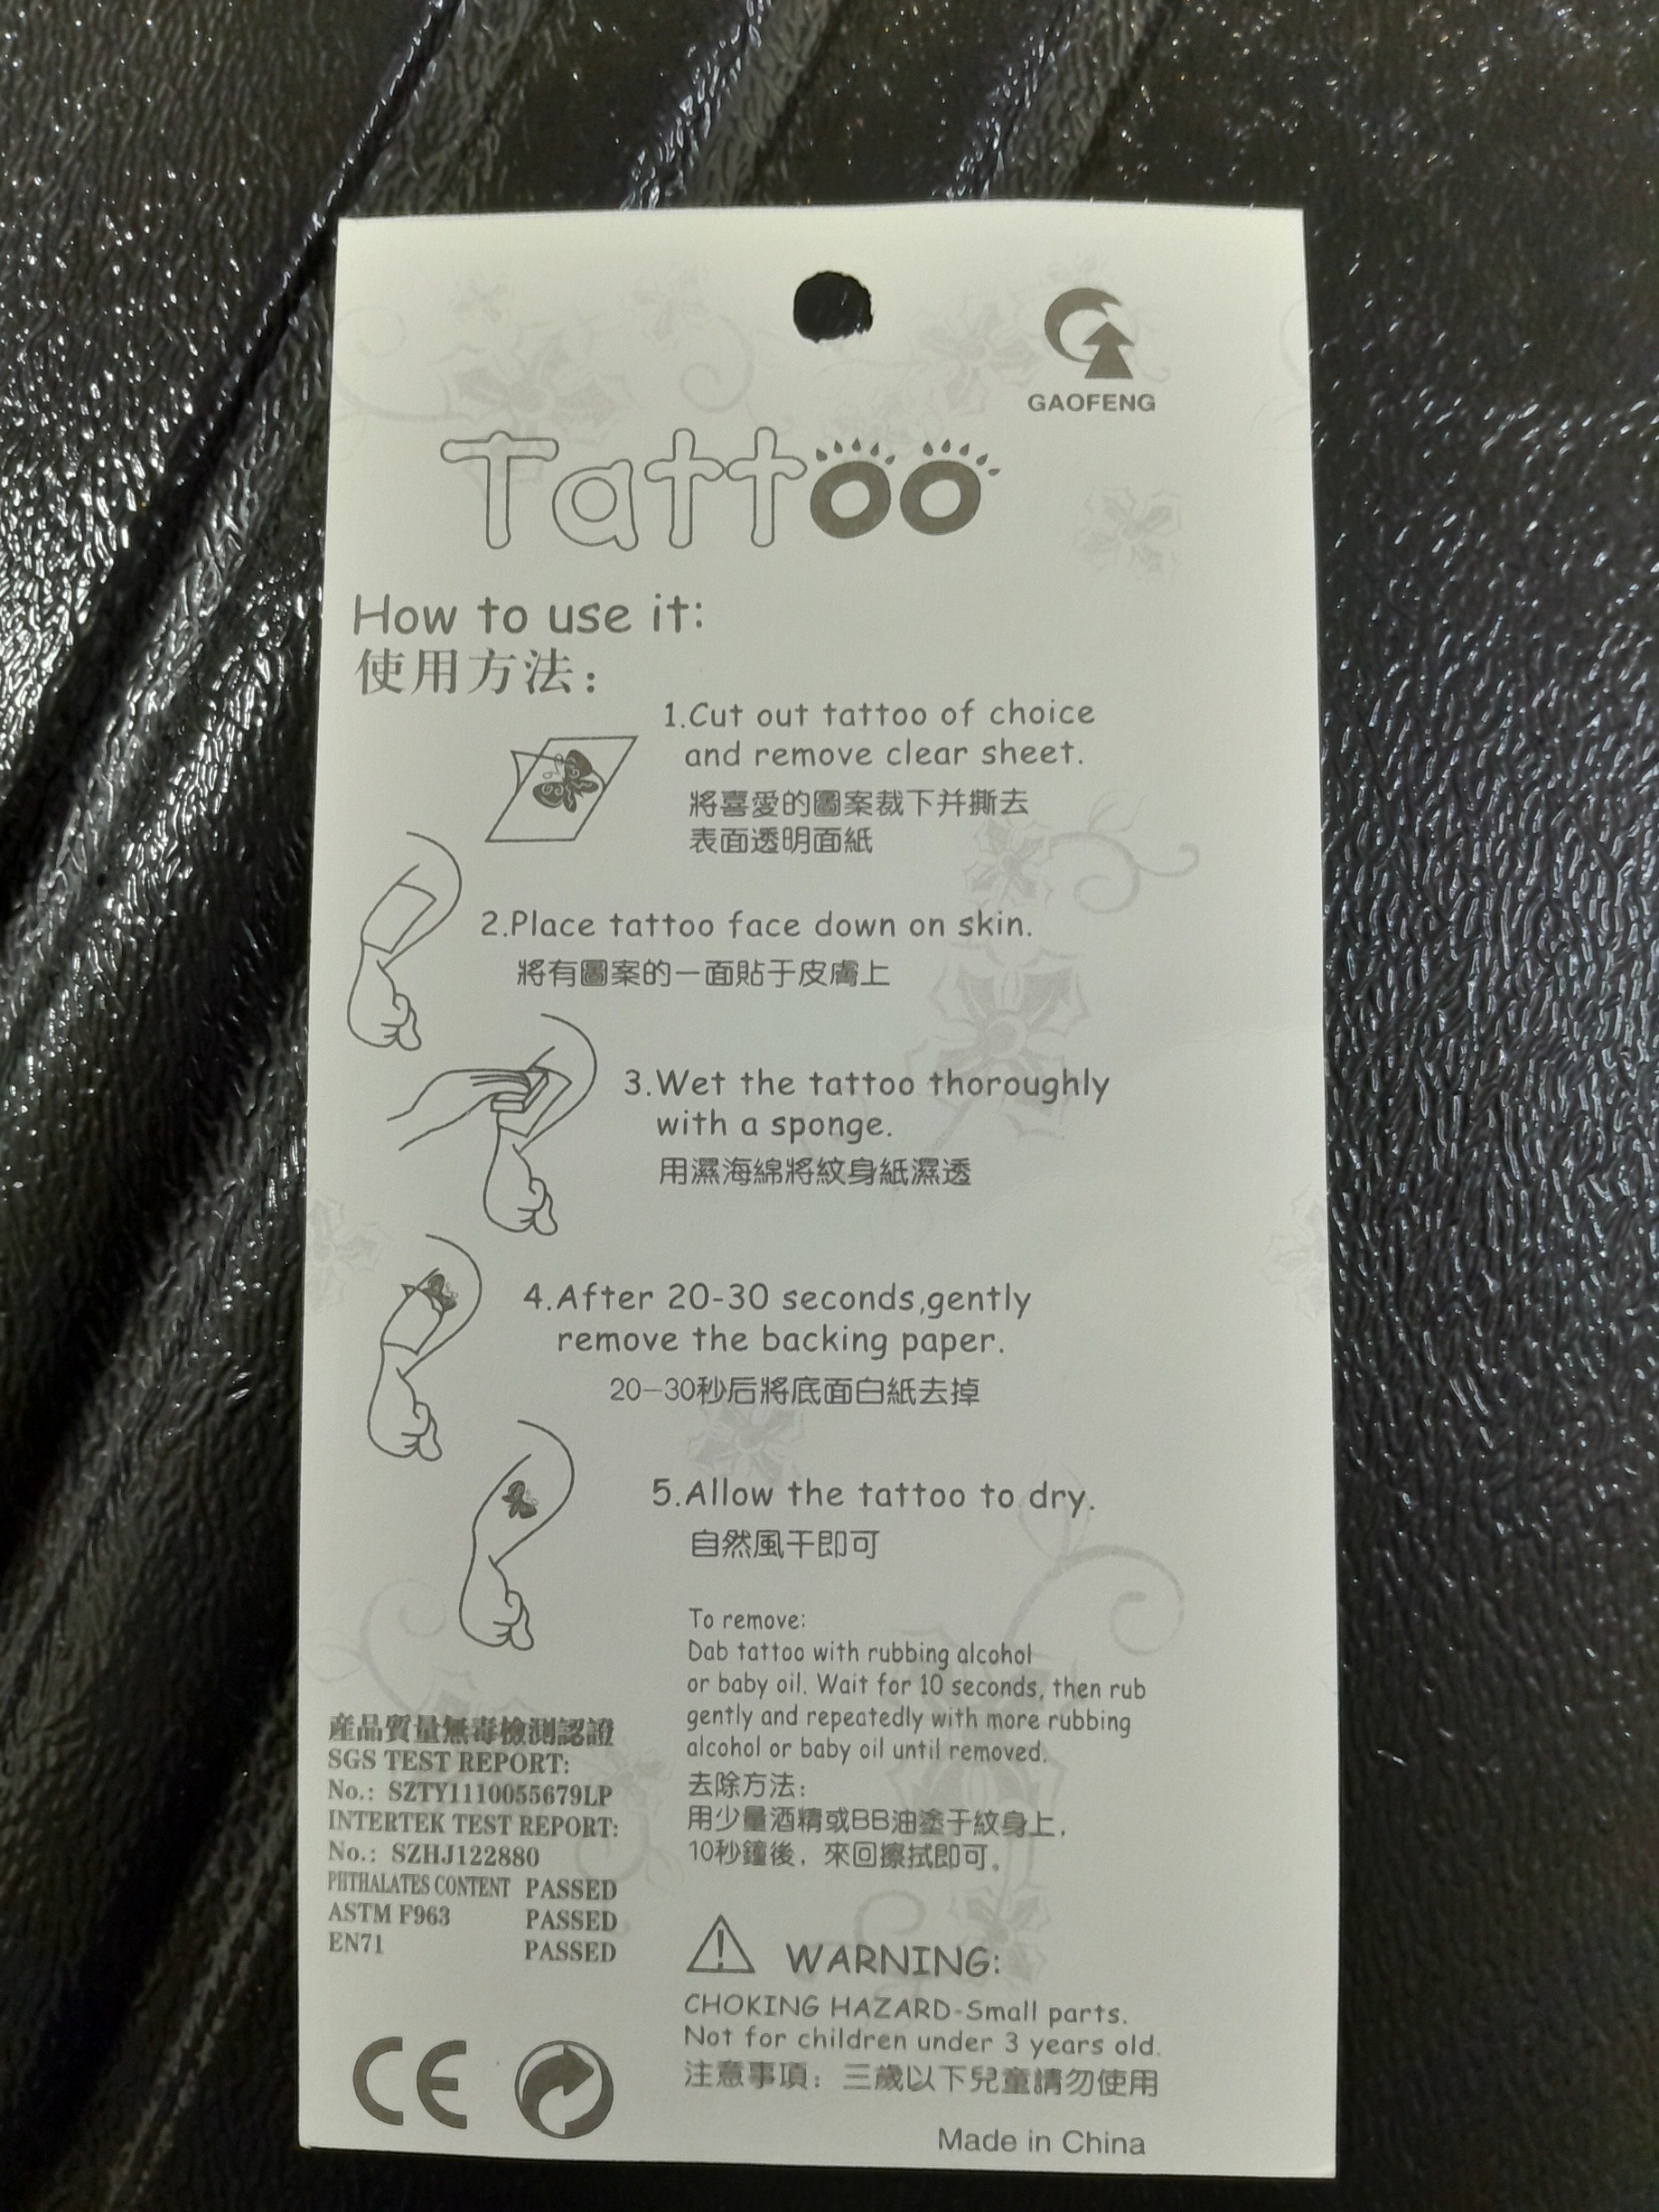 GAOFENG
Tattoo
How to use it:
使用方法：
1.Cut out tattoo of choice
and remove clear sheet.
將喜愛的圖案裁下并撕去
表面透明面紙
2.Place tattoo face down on skin.
將有圖案的一面貼于皮膚上
3.Wet the tattoo thoroughly
with a sponge.
用濕海綿將紋身紙濕透
4.After 20-30 seconds,gently
remove the backing paper.
20-30秒后將底面白紙去掉
5.Allow the tattoo to dry.
自然風干即可
To remove:
Dab tattoo with rubbing alcohol
or baby oil. Wait for 10 seconds, then rub
gently and repeatedly with more rubbing
alcohol or baby oil until removed.
去除方法：
用少量酒精或BB油塗于紋身上，
10秒鐘後，來回擦拭即可。
產品質量無毒檢測認證
SGS TEST REPORT:
No.: SZTY1110055679LP
INTERTEK TEST REPORT:
No.: SZHJ122880
PHTHALATES CONTENT PASSED
ASTM F963 PASSED
EN71 PASSED
CE
WARNING:
CHOKING HAZARD-Small parts.
Not for children under 3 years old.
注意事項：三歲以下兒童請勿使用
Made in China